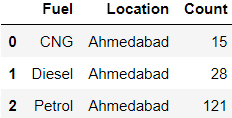 Fuel Location Count
0 CNG Ahmedabad 15
1 Diesel Ahmedabad 28
2 Petrol Ahmedabad 121